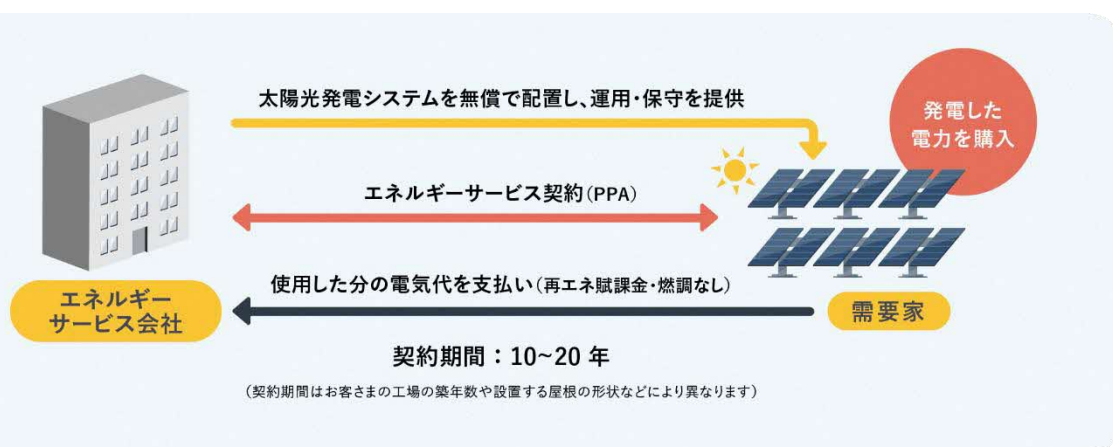 太陽光発電システムを無償で配置し、運用・保守を提供
発電した
電力を購入
エネルギーサービス契約(PPA)
使用した分の電気代を支払い(再エネ賦課金・燃調なし)
エネルギー
サービス会社
需要家
契約期間:10~20 年
(契約期間はお客さまの工場の築年数や設置する屋根の形状などにより異なります)